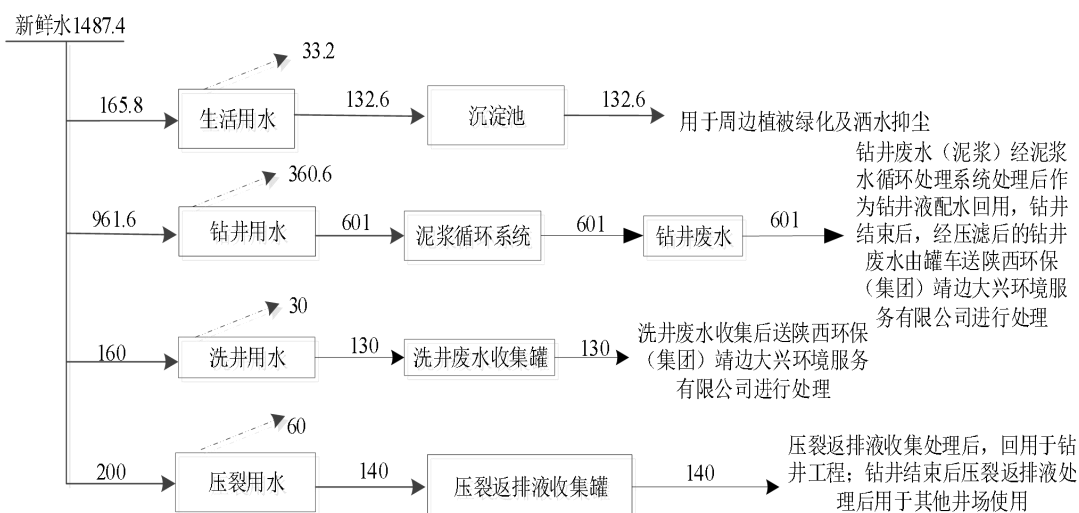 新鲜水1487.4
33.2
165.8
生活用水
132.6
沉淀池
132.6
用于周边植被绿化及洒水抑尘
360.6
961.6
钻井用水
601
泥浆循环系统
601
钻井废水
601
钻井废水（泥浆）经泥浆
水循环处理系统处理后作
为钻井液配水回用，钻井
结束后，经压滤后的钻井
废水由罐车送陕西环保
（集团）靖边大兴环境服
务有限公司进行处理
30
160
洗井用水
130
洗井废水收集罐
130
洗井废水收集后送陕西环保
（集团）靖边大兴环境服务
有限公司进行处理
60
200
压裂用水
140
压裂返排液收集罐
140
压裂返排液收集处理后，回用于钻
井工程；钻井结束后压裂返排液处
理后用于其他井场使用